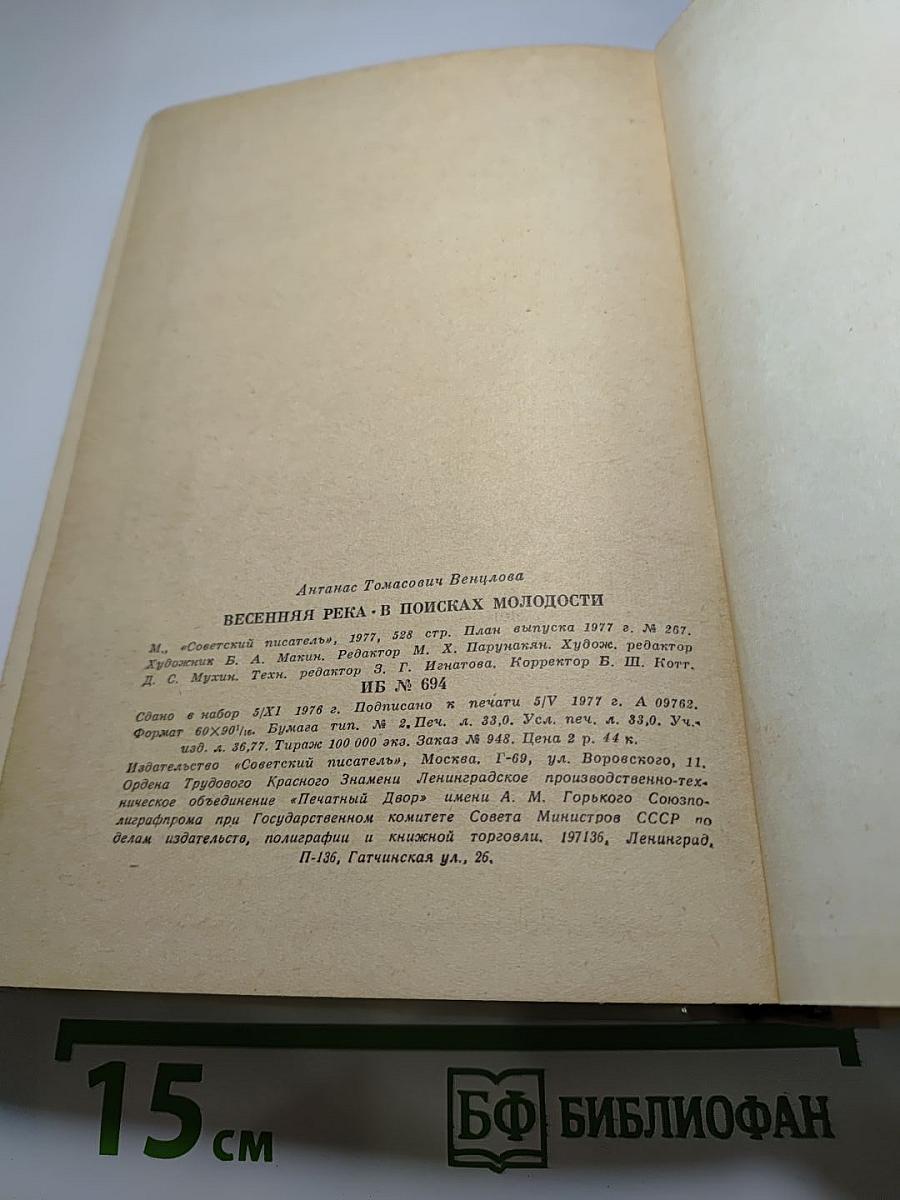 Антанас Томасович Венцлова
ВЕСЕННЯЯ РЕКА • В ПОИСКАХ МОЛОДОСТИ
М., «Советский писатель», 1977, 528 стр. План выпуска 1977 г. № 267.
Художник Б. А. Макин. Редактор М. Х. Парунакян. Худож. редактор
Д. С. Мухин. Техн. редактор З. Г. Игнатова. Корректор Б. Ш. Котт.
ИБ № 694
Сдано в набор 5/XI 1976 г. Подписано к печати 5/V 1977 г. А 09762.
Формат 60×90¹/₁₆. Бумага тип. № 2. Печ. л. 33,0. Усл. печ. л. 33,0. Уч.-
изд. л. 36,77. Тираж 100 000 экз. Заказ № 948. Цена 2 р. 44 к.
Издательство «Советский писатель», Москва. Г-69, ул. Воровского, 11.
Ордена Трудового Красного Знамени Ленинградское производственно-тех-
ническое объединение «Печатный Двор» имени А. М. Горького Союзпо-
лиграфпрома при Государственном комитете Совета Министров СССР по
делам издательств, полиграфии и книжной торговли. 197136, Ленинград,
П-136, Гатчинская ул., 26.
15 см
БФ БИБЛИОФАН